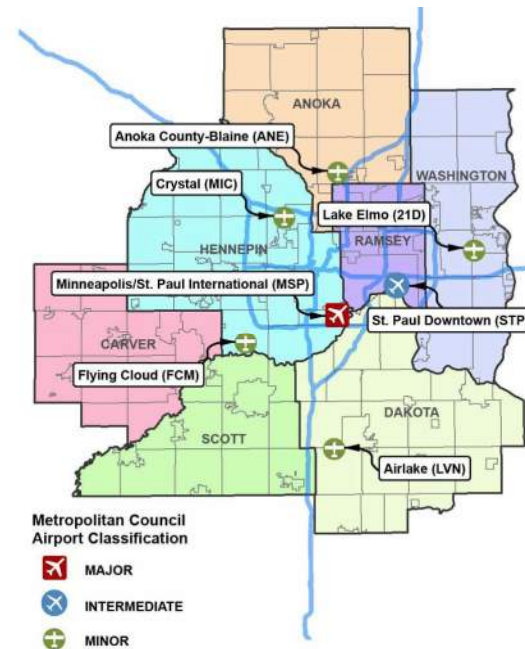 ANOKA
Anoka County-Blaine (ANE)
WASHINGTON
Crystal (MIC)
Lake Elmo (21D)
RAMSEY
HENNEPIN
Minneapolis/St. Paul International (MSP)
St. Paul Downtown (STP)
CARVER
Flying Cloud (FCM)
DAKOTA
SCOTT
Airlake (LVN)
Metropolitan Council
Airport Classification
MAJOR
INTERMEDIATE
MINOR